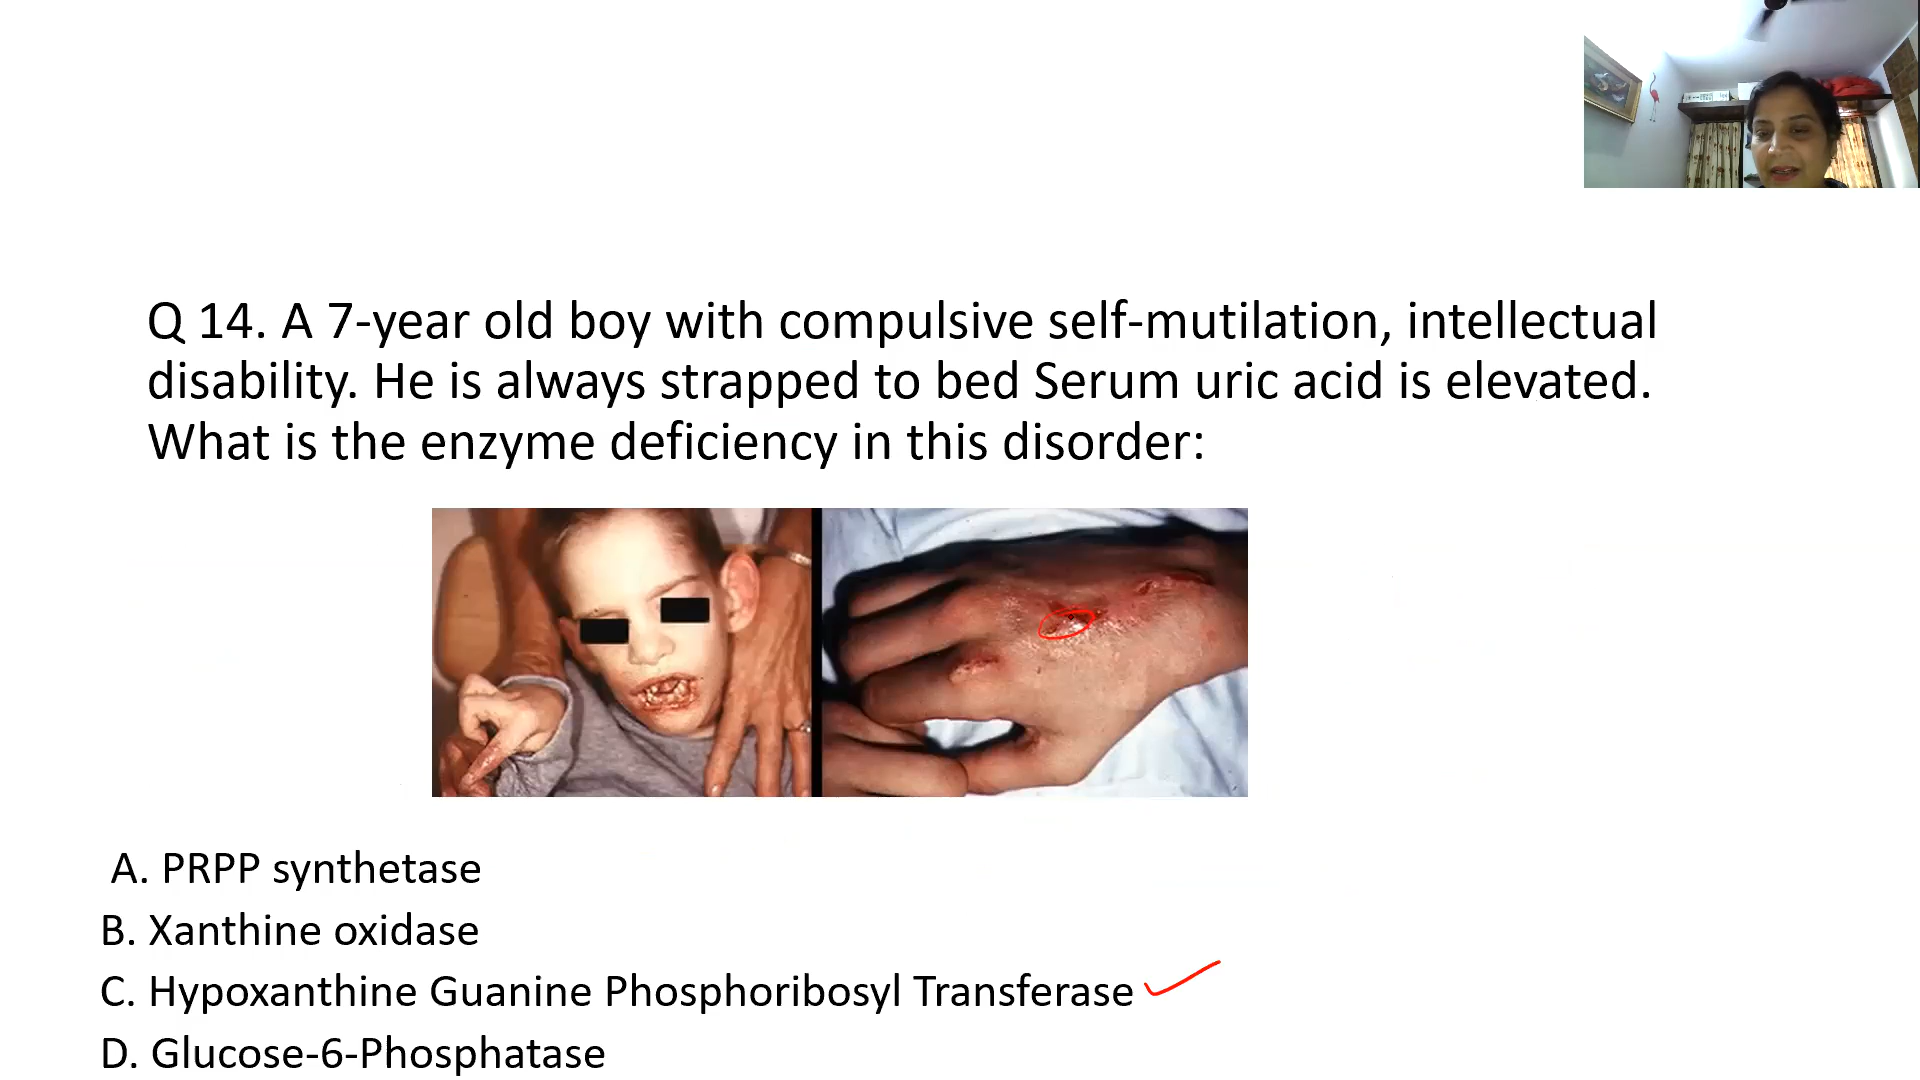 Q 14. A 7-year old boy with compulsive self-mutilation, intellectual
disability. He is always strapped to bed Serum uric acid is elevated.
What is the enzyme deficiency in this disorder:
A. PRPP synthetase
B. Xanthine oxidase
C. Hypoxanthine Guanine Phosphoribosyl Transferase
D. Glucose-6-Phosphatase